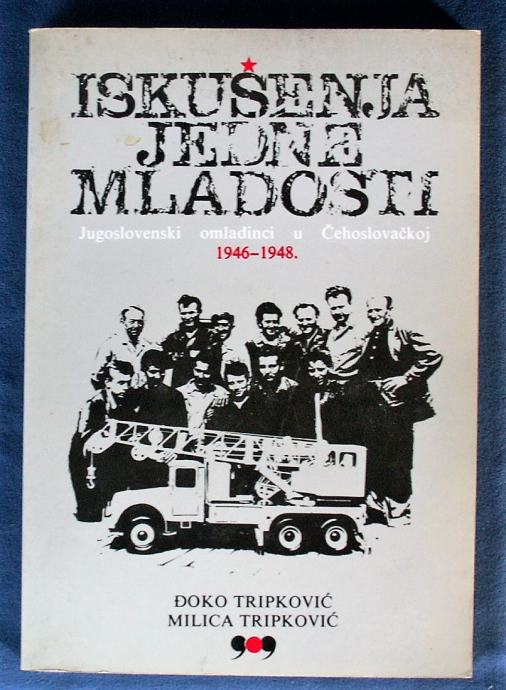 ISKUŠENJA
JEDNE
MLADOSTI
Jugoslovenski omladinci u Čehoslovačkoj
1946–1948.
ĐOKO TRIPKOVIĆ
MILICA TRIPKOVIĆ